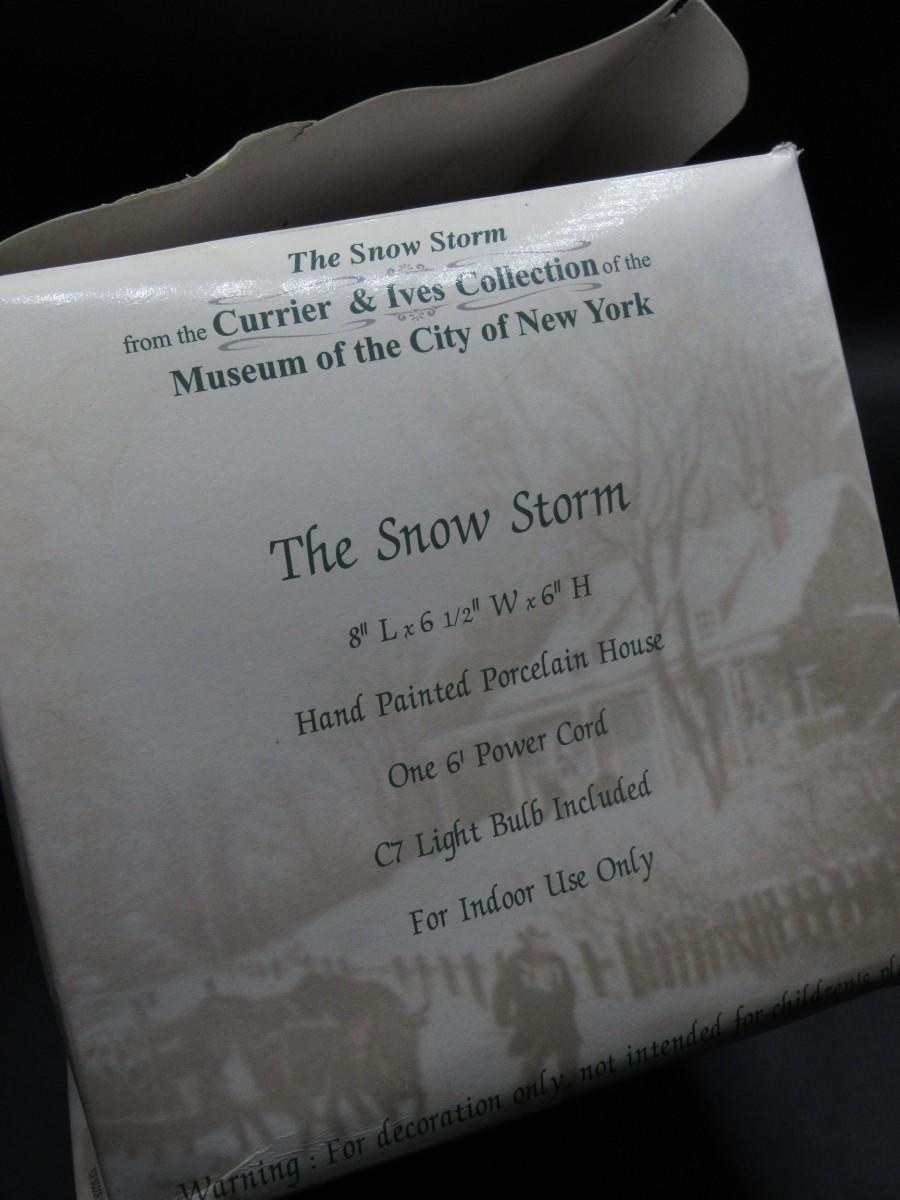 The Snow Storm
from the Currier & Ives Collection of the
Museum of the City of New York
The Snow Storm
8" L x 6 1/2" W x 6" H
Hand Painted Porcelain House
One 6' Power Cord
C7 Light Bulb Included
For Indoor Use Only
Warning : For decoration only, not intended for children's pl